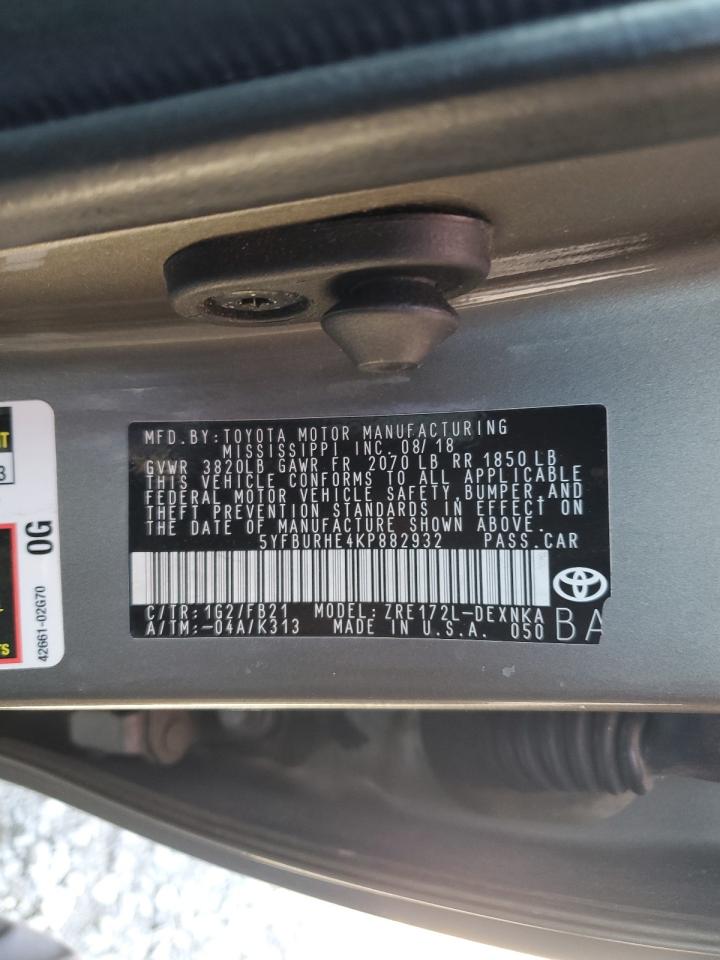 MFD.BY:TOYOTA MOTOR MANUFACTURING
MISSISSIPPI INC. 08/18
GVWR 3820LB GAWR FR 2070 LB RR 1850 LB
THIS VEHICLE CONFORMS TO ALL APPLICABLE
FEDERAL MOTOR VEHICLE SAFETY,BUMPER,AND
THEFT PREVENTION STANDARDS IN EFFECT ON
THE DATE OF MANUFACTURE SHOWN ABOVE.
5YFBURHE4KP882932 PASS.CAR
C/TR:1G2/FB21 MODEL:ZRE172L-DEXNKA
A/TM:-04A/K313 MADE IN U.S.A. 050
BA
0G
42661-02G70